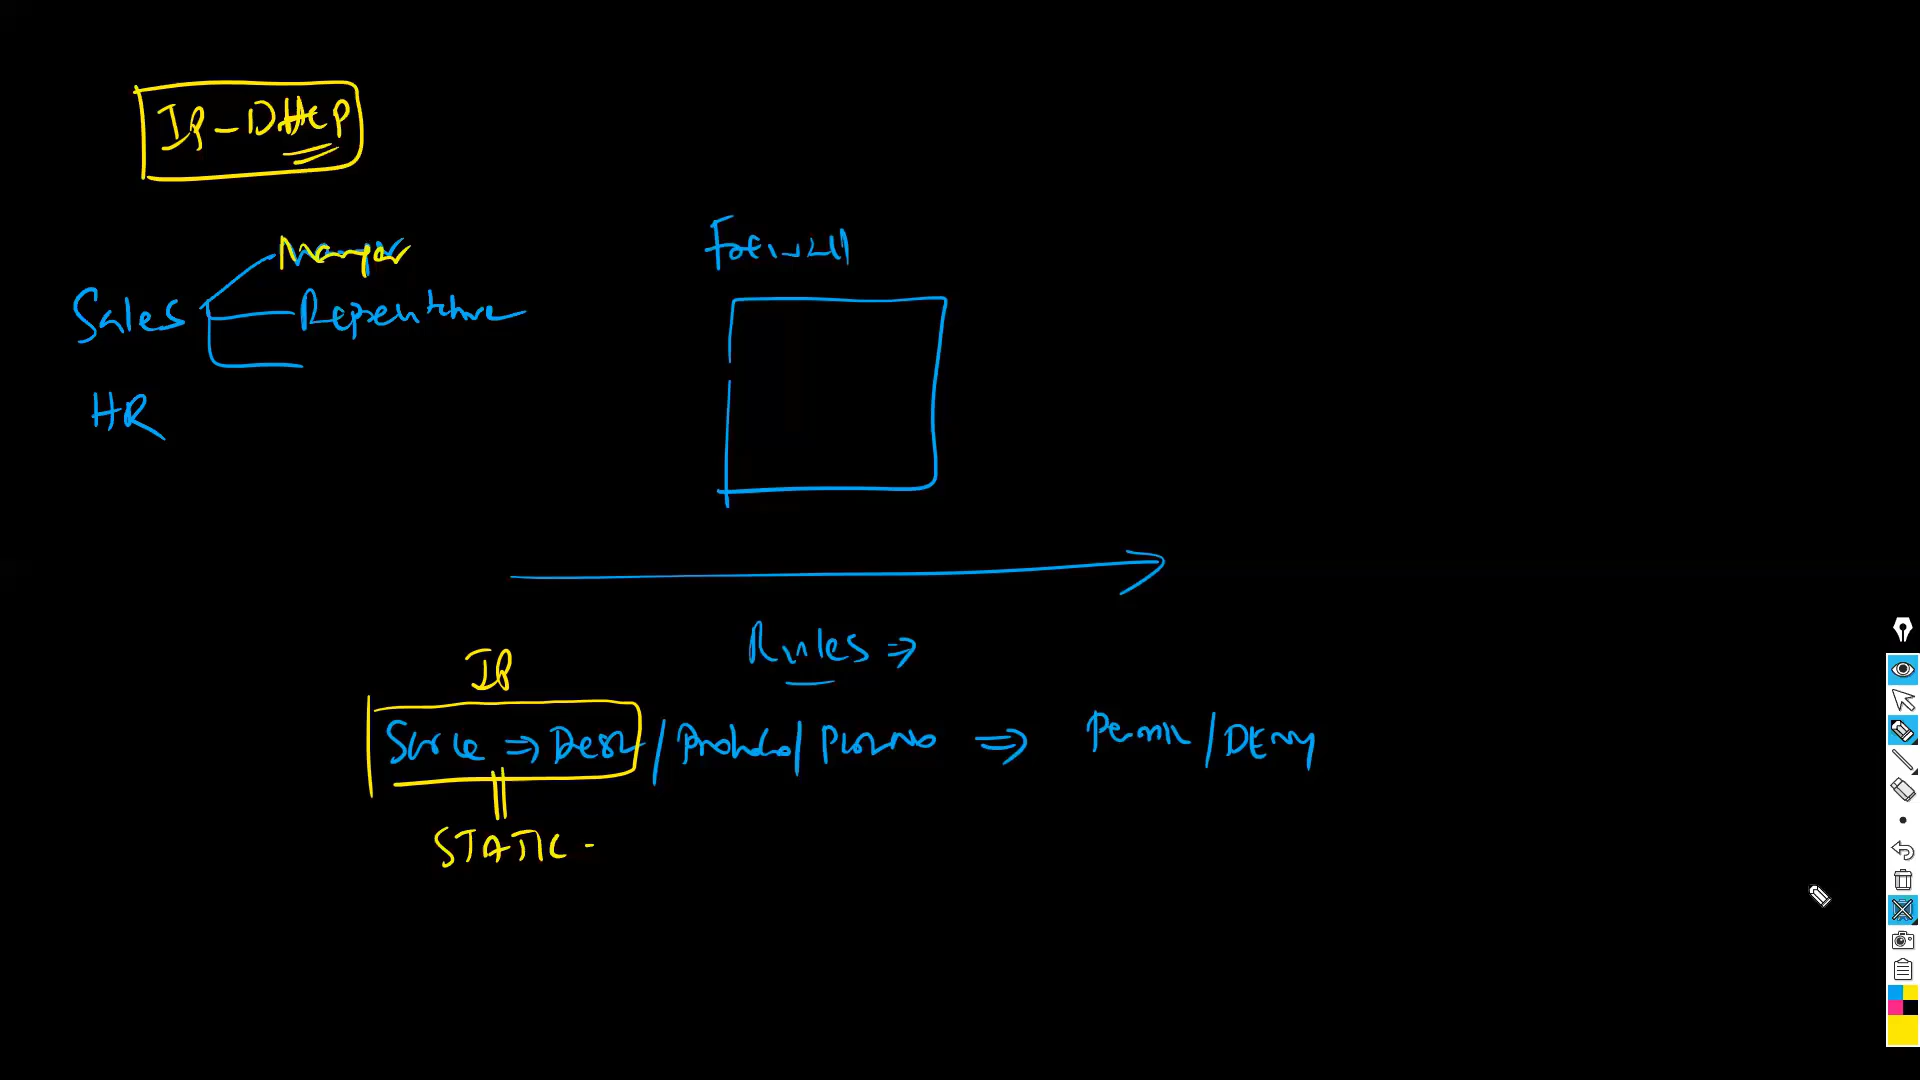 IP-DHCP
Manager
Sales
Representative
HR
Firewall
Rules ⇒
IP
Source ⇒ Dest / Protocol / Port No ⇒ Permit / DENY
STATIC -